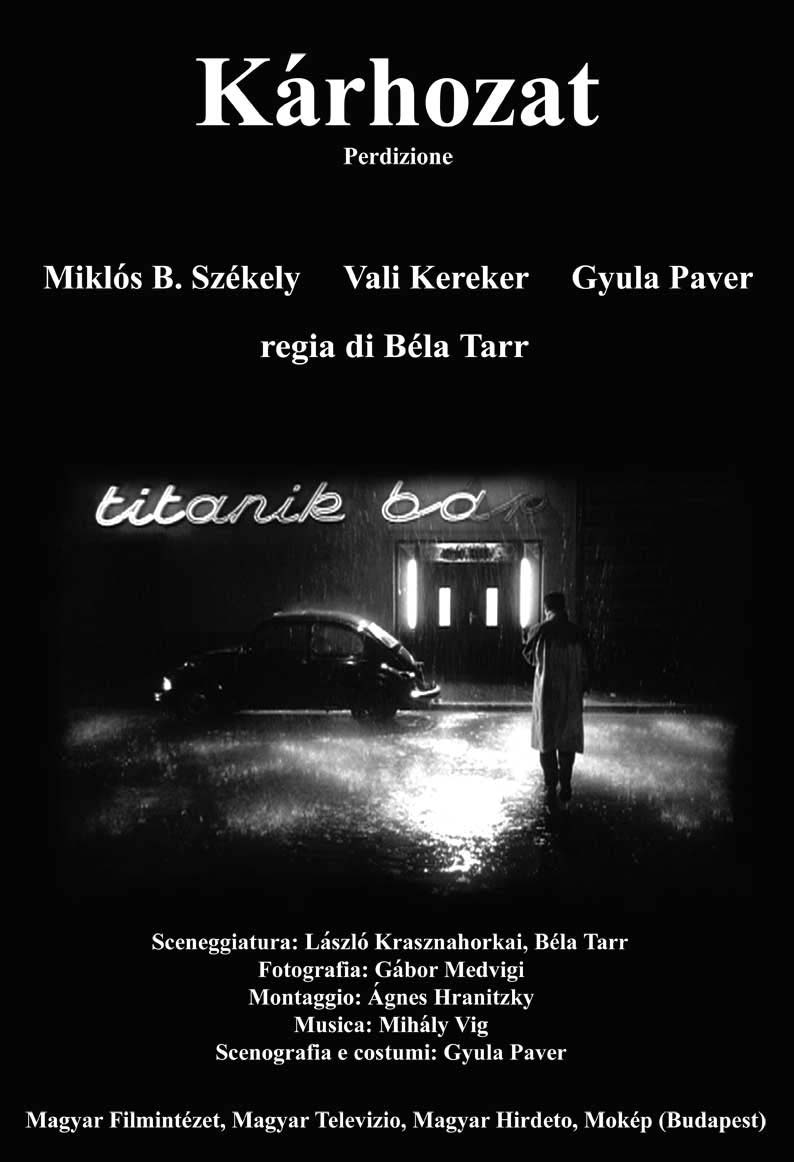 Kárhozat
Perdizione
Miklós B. Székely Vali Kereker Gyula Paver
regia di Béla Tarr
titanik bar
Sceneggiatura: László Krasznahorkai, Béla Tarr
Fotografia: Gábor Medvigi
Montaggio: Ágnes Hranitzky
Musica: Mihály Vig
Scenografia e costumi: Gyula Paver
Magyar Filmintézet, Magyar Televizio, Magyar Hirdeto, Mokép (Budapest)